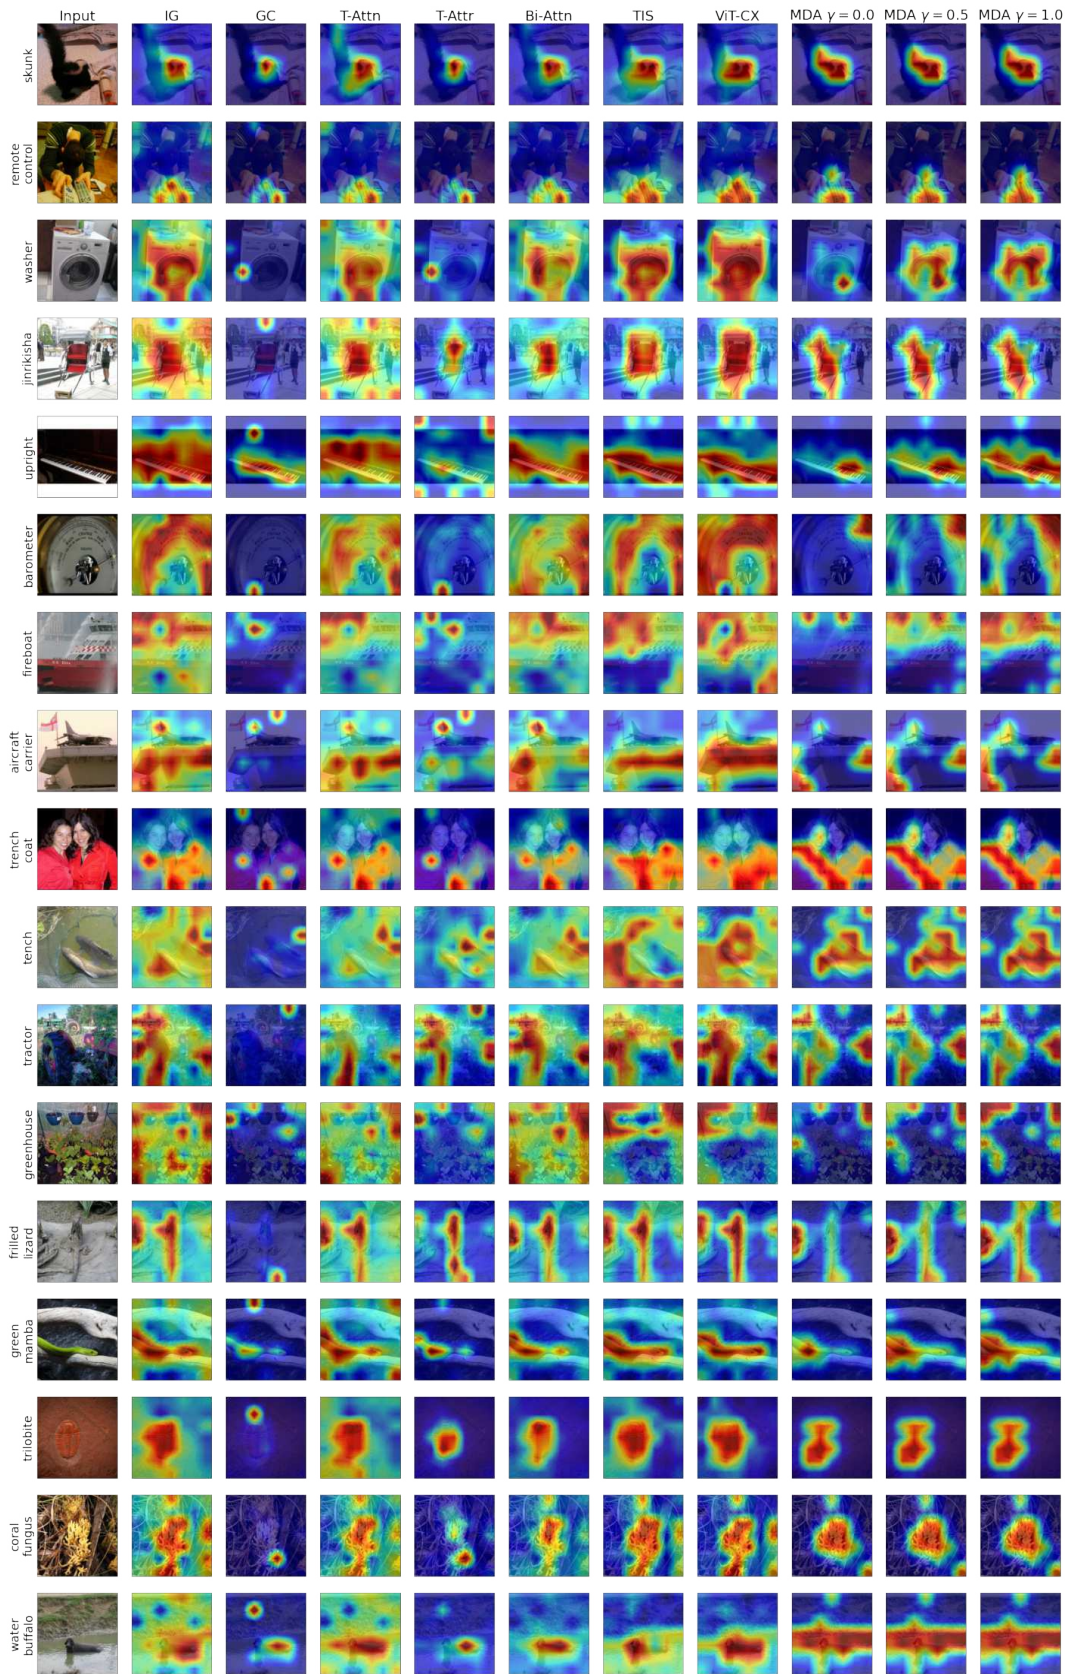 Input IG GC T-Attn T-Attr Bi-Attn TIS ViT-CX MDA γ = 0.0 MDA γ = 0.5 MDA γ = 1.0
skunk
remote
control
washer
jinrikisha
upright
barometer
fireboat
aircraft
carrier
trench
coat
tench
tractor
greenhouse
frilled
lizard
green
mamba
trilobite
coral
fungus
water
buffalo